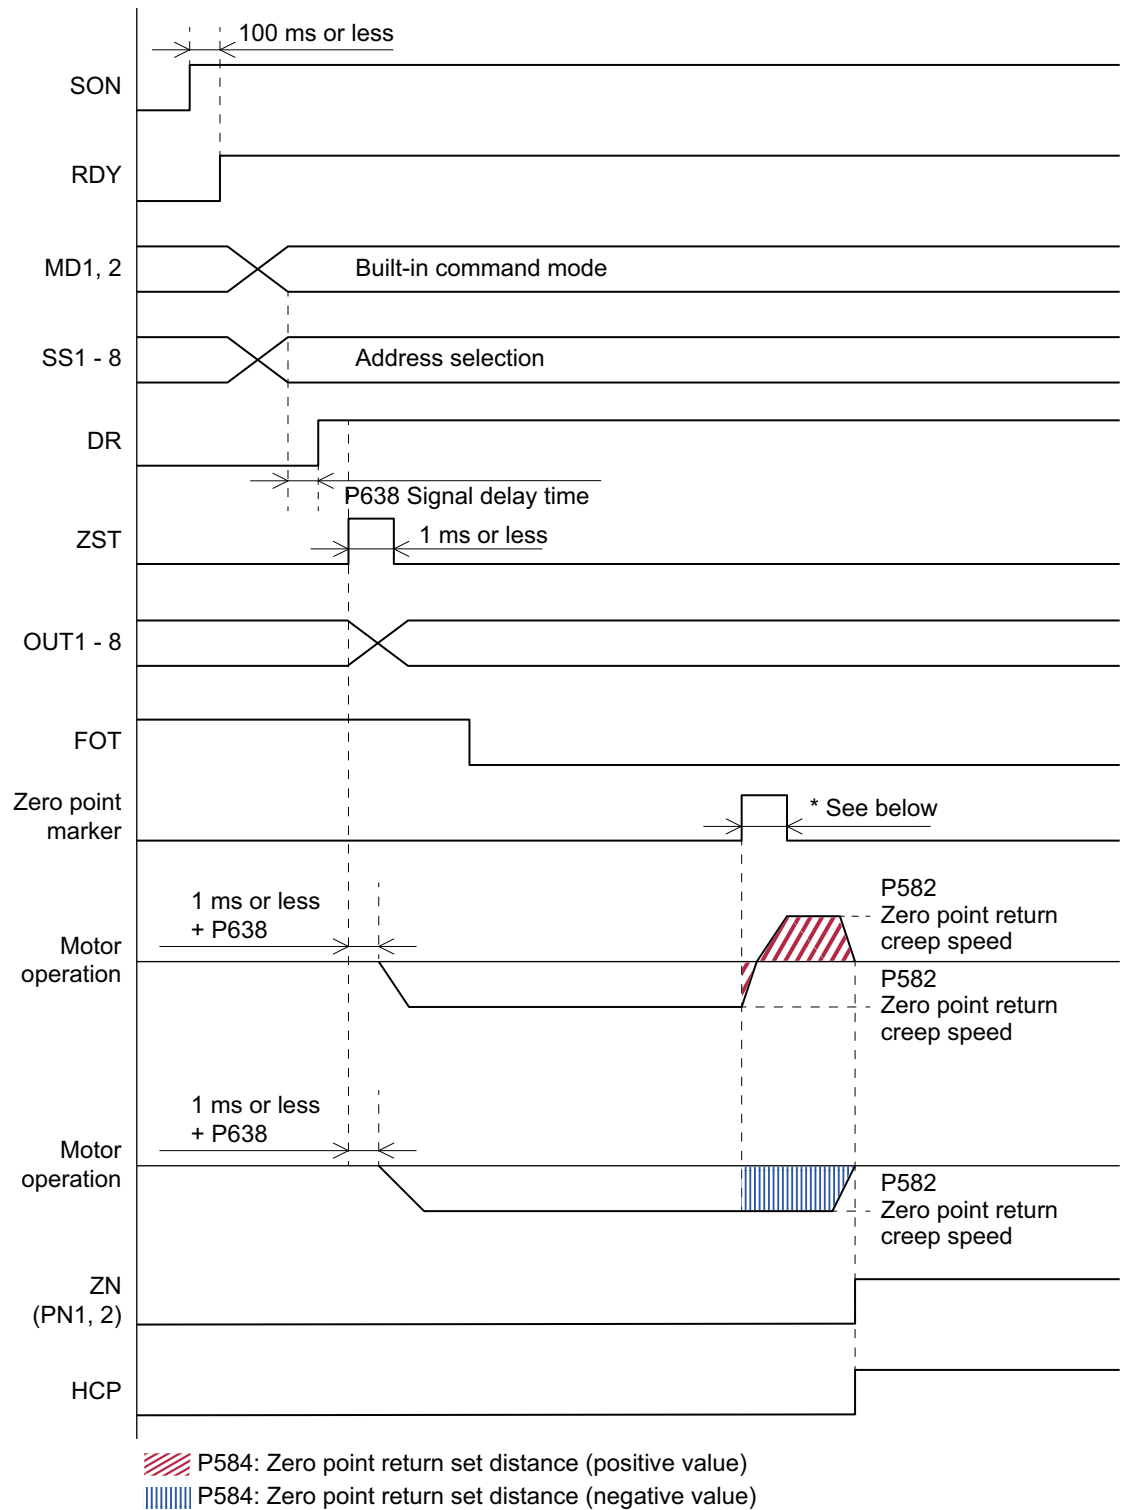 100 ms or less
SON
RDY
MD1, 2
Built-in command mode
SS1 - 8
Address selection
DR
P638 Signal delay time
ZST
1 ms or less
OUT1 - 8
FOT
Zero point
marker
* See below
1 ms or less
+ P638
P582
Zero point return
creep speed
Motor
operation
P582
Zero point return
creep speed
1 ms or less
+ P638
Motor
operation
P582
Zero point return
creep speed
ZN
(PN1, 2)
HCP
P584: Zero point return set distance (positive value)
P584: Zero point return set distance (negative value)